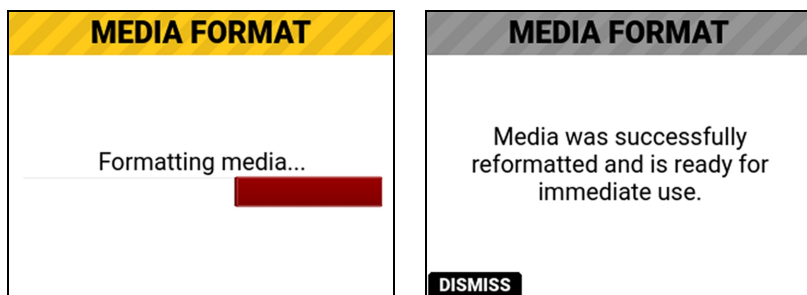 MEDIA FORMAT
Formatting media...
MEDIA FORMAT
Media was successfully
reformatted and is ready for
immediate use.
DISMISS